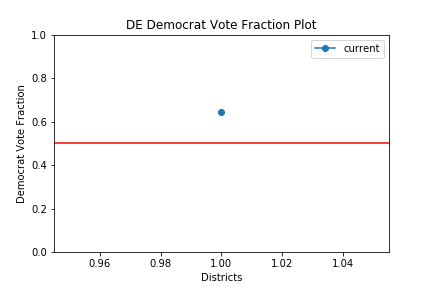 DE Democrat Vote Fraction Plot
current
Democrat Vote Fraction
1.0
0.8
0.6
0.4
0.2
0.0
0.96 0.98 1.00 1.02 1.04
Districts